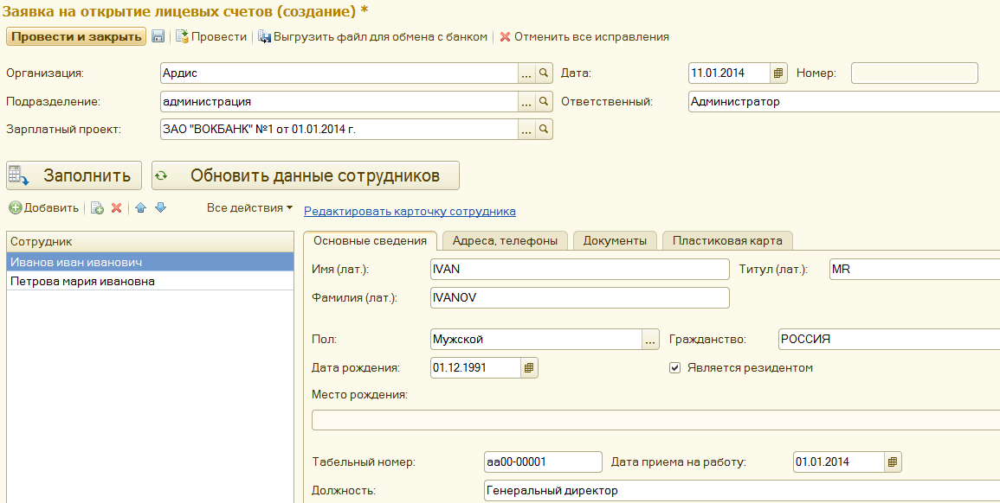 Заявка на открытие лицевых счетов (создание) *
Провести и закрыть Провести Выгрузить файл для обмена с банком Отменить все исправления
Организация: Ардис ... Дата: 11.01.2014 Номер:
Подразделение: администрация ... Ответственный: Администратор
Зарплатный проект: ЗАО "ВОКБАНК" №1 от 01.01.2014 г. ...
Заполнить Обновить данные сотрудников
Добавить Все действия Редактировать карточку сотрудника
Сотрудник Основные сведения Адреса, телефоны Документы Пластиковая карта
Иванов иван иванович
Петрова мария ивановна
Имя (лат.): IVAN Титул (лат.): MR
Фамилия (лат.): IVANOV
Пол: Мужской ... Гражданство: РОССИЯ
Дата рождения: 01.12.1991 Является резидентом
Место рождения:
Табельный номер: аа00-00001 Дата приема на работу: 01.01.2014
Должность: Генеральный директор